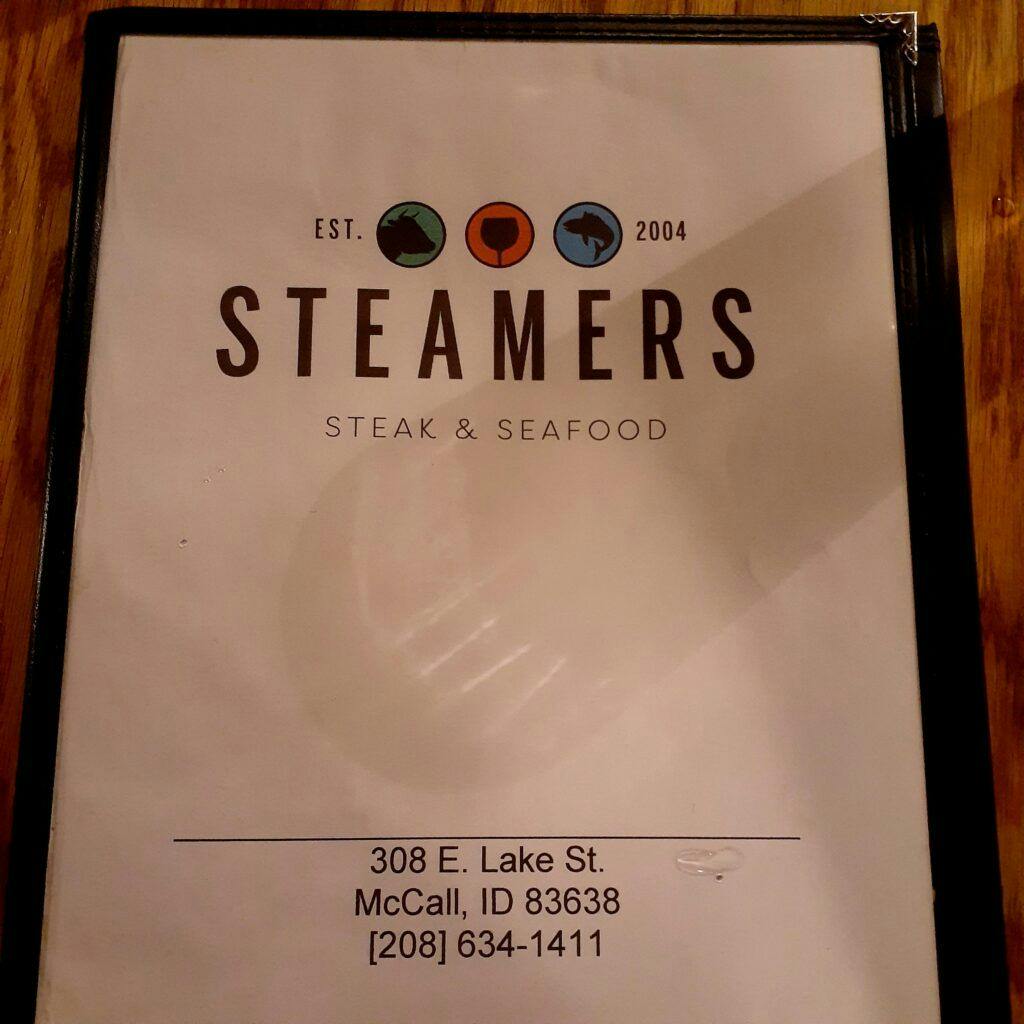 EST. 2004
STEAMERS
STEAK & SEAFOOD
308 E. Lake St.
McCall, ID 83638
[208] 634-1411